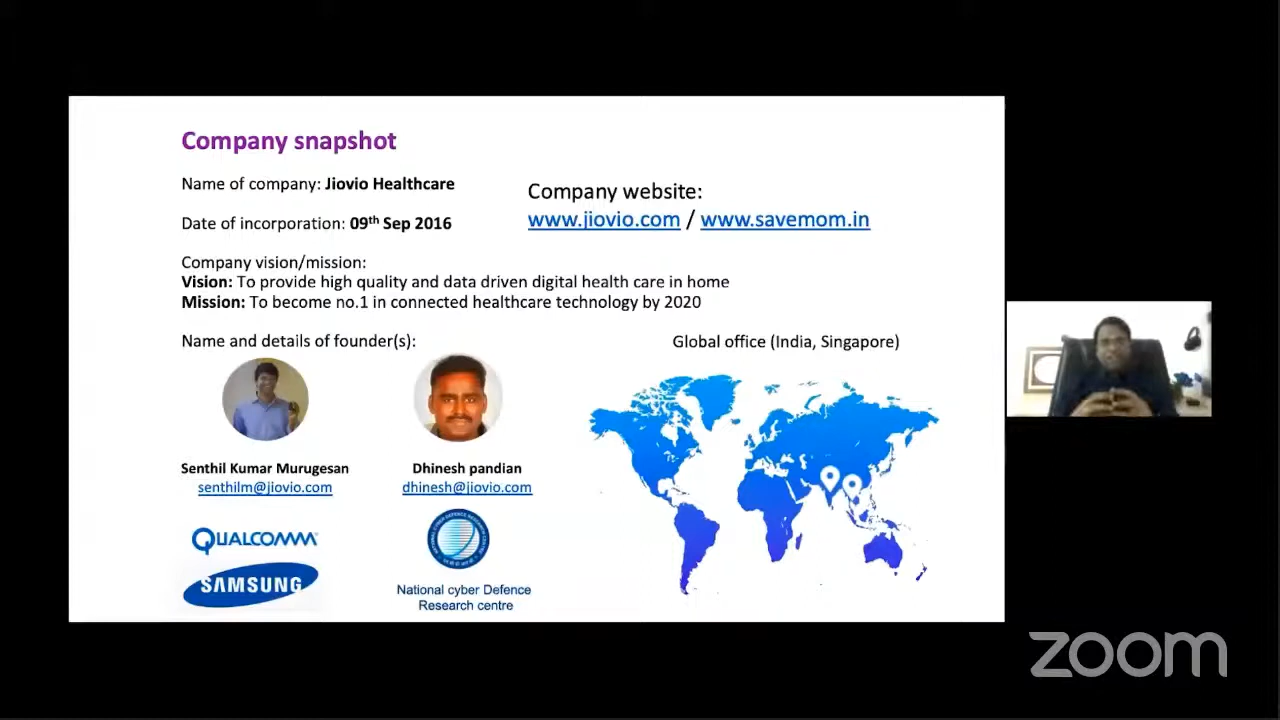 Company snapshot
Name of company: Jiovio Healthcare
Date of incorporation: 09th Sep 2016
Company website:
www.jiovio.com / www.savemom.in
Company vision/mission:
Vision: To provide high quality and data driven digital health care in home
Mission: To become no.1 in connected healthcare technology by 2020
Name and details of founder(s):
Global office (India, Singapore)
Senthil Kumar Murugesan
senthilm@jiovio.com
Dhinesh pandian
dhinesh@jiovio.com
QUALCOMM
SAMSUNG
National cyber Defence
Research centre
zoom